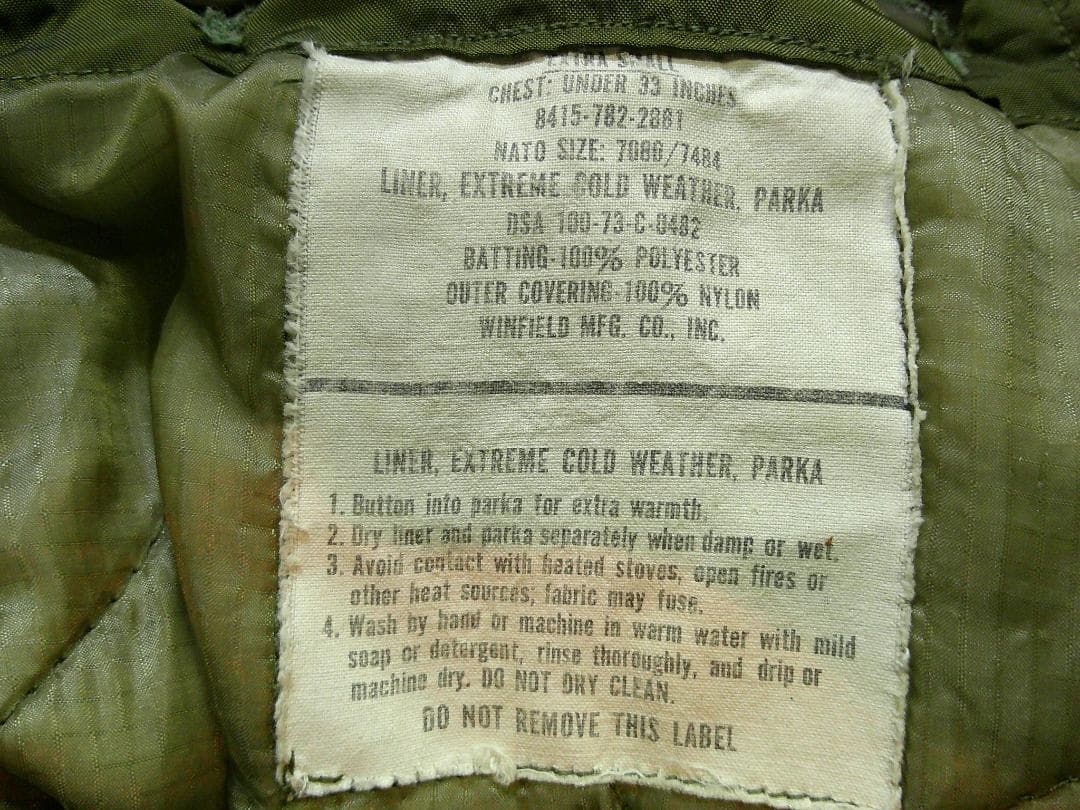 EXTRA SMALL
CHEST: UNDER 33 INCHES
8415-782-2881
NATO SIZE: 7080/7484
LINER, EXTREME COLD WEATHER, PARKA
DSA 100-73-C-0482
BATTING-100% POLYESTER
OUTER COVERING-100% NYLON
WINFIELD MFG. CO., INC.
LINER, EXTREME COLD WEATHER, PARKA
1. Button into parka for extra warmth.
2. Dry liner and parka separately when damp or wet.
3. Avoid contact with heated stoves, open fires or
other heat sources; fabric may fuse.
4. Wash by hand or machine in warm water with mild
soap or detergent, rinse thoroughly, and drip or
machine dry. DO NOT DRY CLEAN.
DO NOT REMOVE THIS LABEL